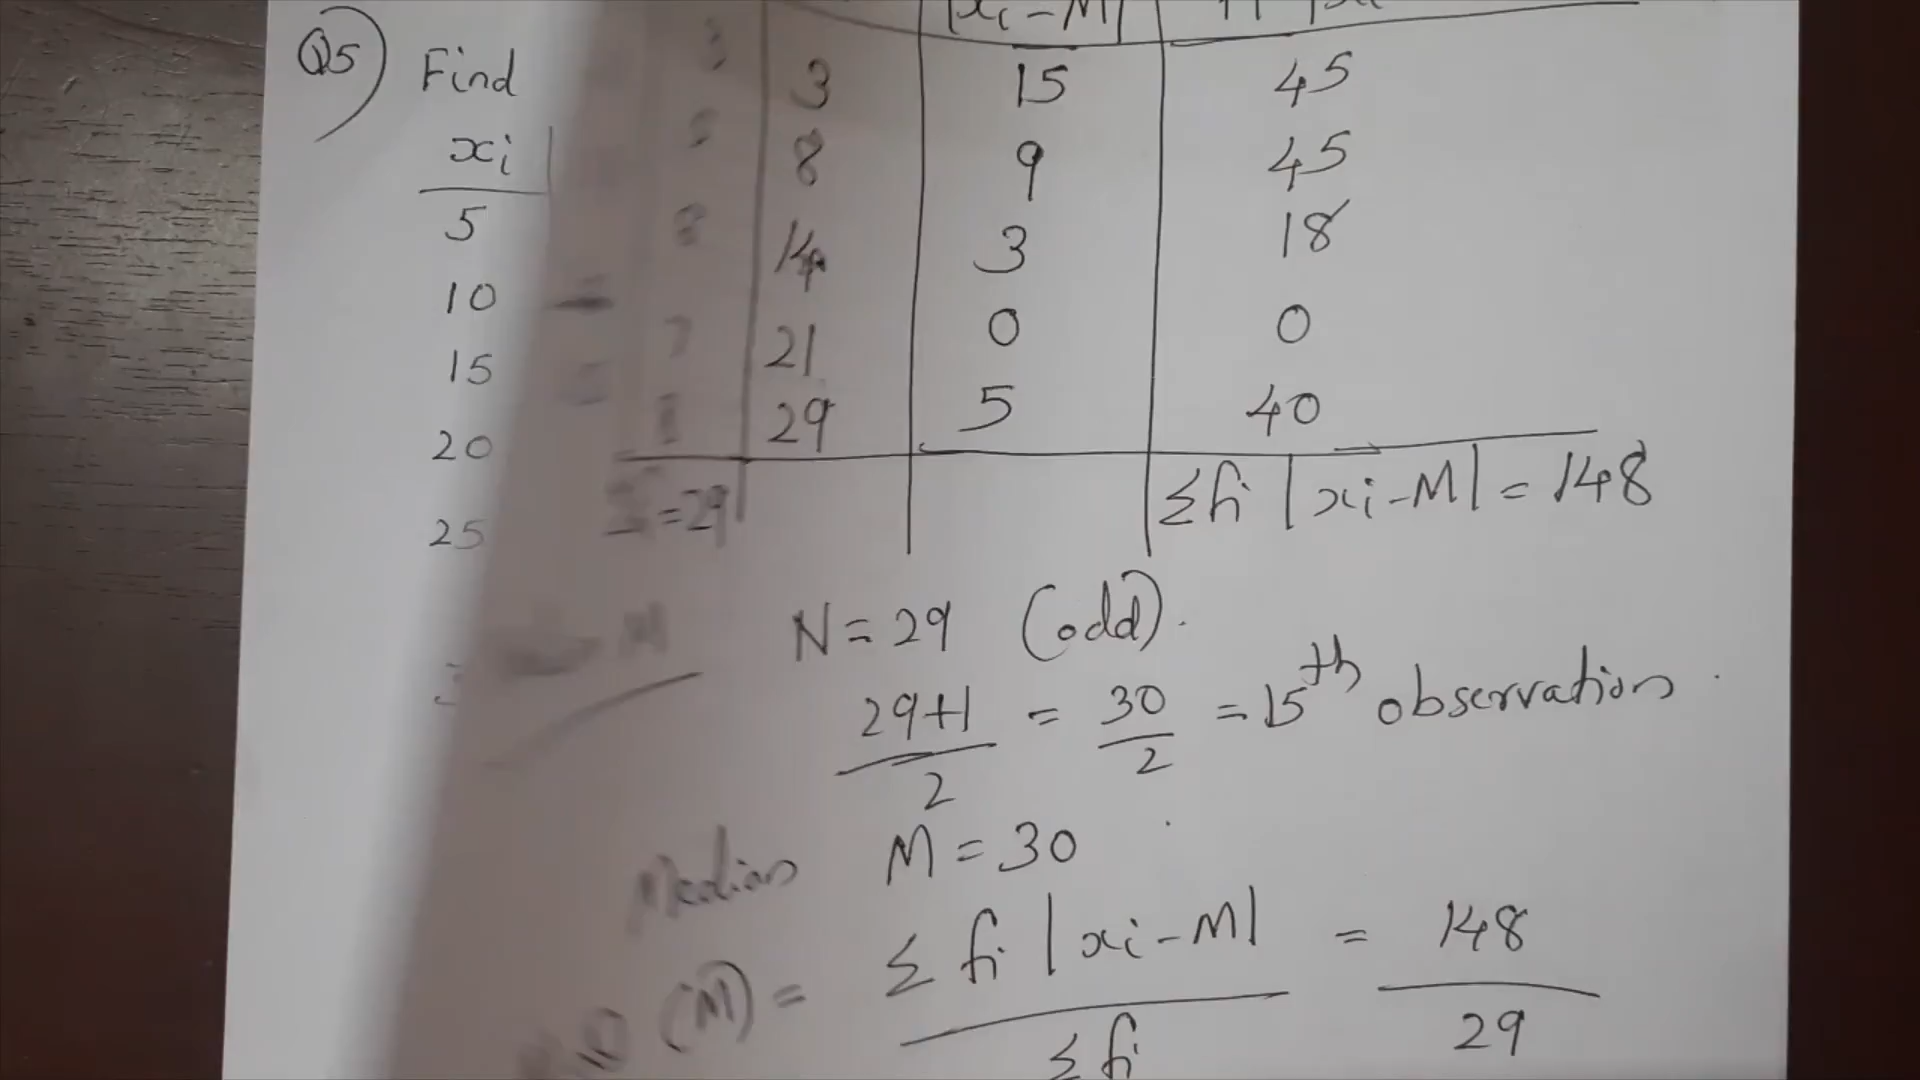 Q5) Find
xi
5
10
15
20
25
|xi-M|
3 15 45
8 9 45
14 3 18
21 0 0
29 5 40
=29 Σfi |xi-M| = 148
N=29 (odd).
29+1/2 = 30/2 = 15th observation.
Median M = 30
(M) = Σ fi |xi-M| / Σ fi = 148/29